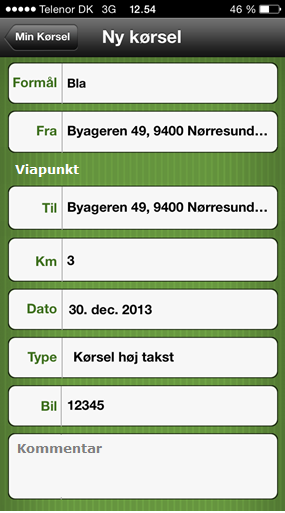 Telenor DK 3G 12.54 46 %
Min Kørsel Ny kørsel
Formål Bla
Fra Byageren 49, 9400 Nørresund...
Viapunkt
Til Byageren 49, 9400 Nørresund...
Km 3
Dato 30. dec. 2013
Type Kørsel høj takst
Bil 12345
Kommentar